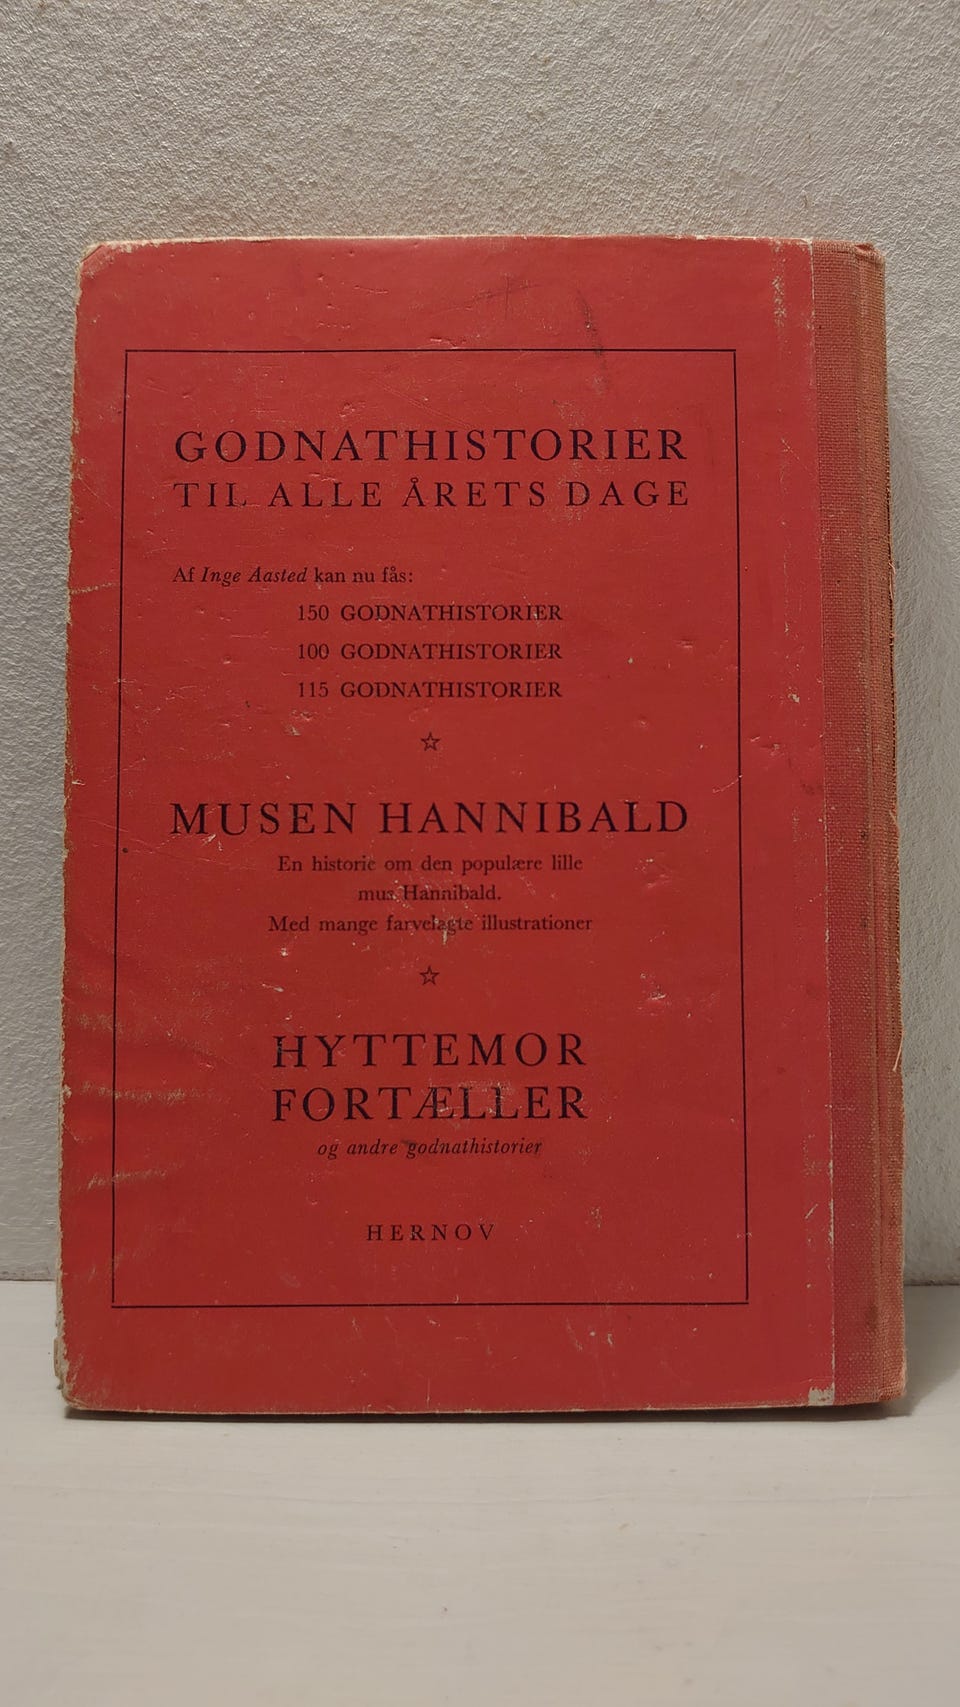 GODNATHISTORIER
TIL ALLE ÅRETS DAGE
Af Inge Aasted kan nu fås:
150 GODNATHISTORIER
100 GODNATHISTORIER
115 GODNATHISTORIER
☆
MUSEN HANNIBALD
En historie om den populære lille
mus Hannibald.
Med mange farvelagte illustrationer
☆
HYTTEMOR
FORTÆLLER
og andre godnathistorier
HERNOV